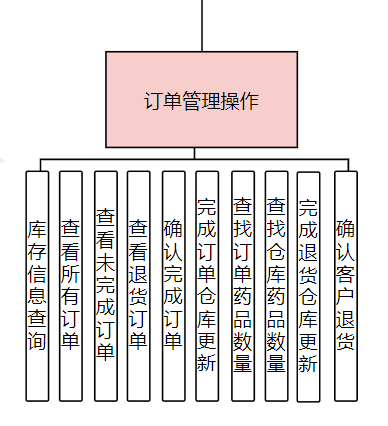 订单管理操作
库存信息查询
查看所有订单
查看未完成订单
查看退货订单
确认完成订单
完成订单仓库更新
查找订单药品数量
查找仓库药品数量
完成退货仓库更新
确认客户退货